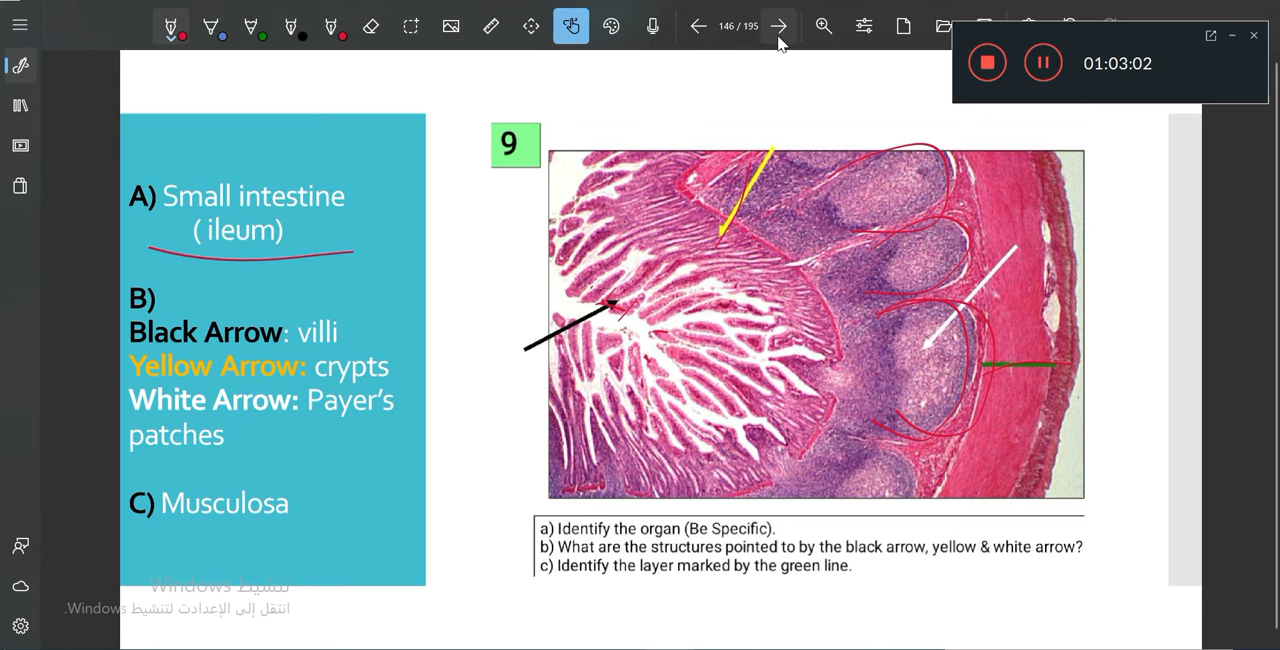 146 / 195
01:03:02
9
A) Small intestine
( ileum)
B)
Black Arrow: villi
Yellow Arrow: crypts
White Arrow: Payer's
patches
C) Musculosa
a) Identify the organ (Be Specific).
b) What are the structures pointed to by the black arrow, yellow & white arrow?
c) Identify the layer marked by the green line.
تنشيط Windows
انتقل إلى الإعدادت لتنشيط Windows.